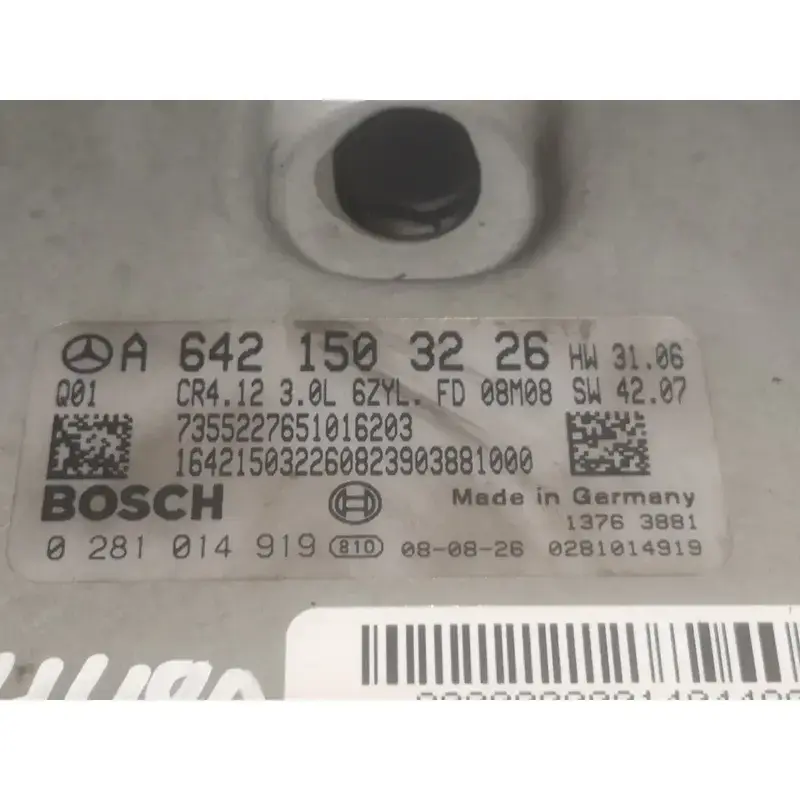 A 642 150 32 26 HW 31.06
Q01 CR4.12 3.0L 6ZYL. FD 08M08 SW 42.07
7355227651016203
164215032260823903881000
BOSCH Made in Germany
1376 3881
0 281 014 919 810 08-08-26 0281014919